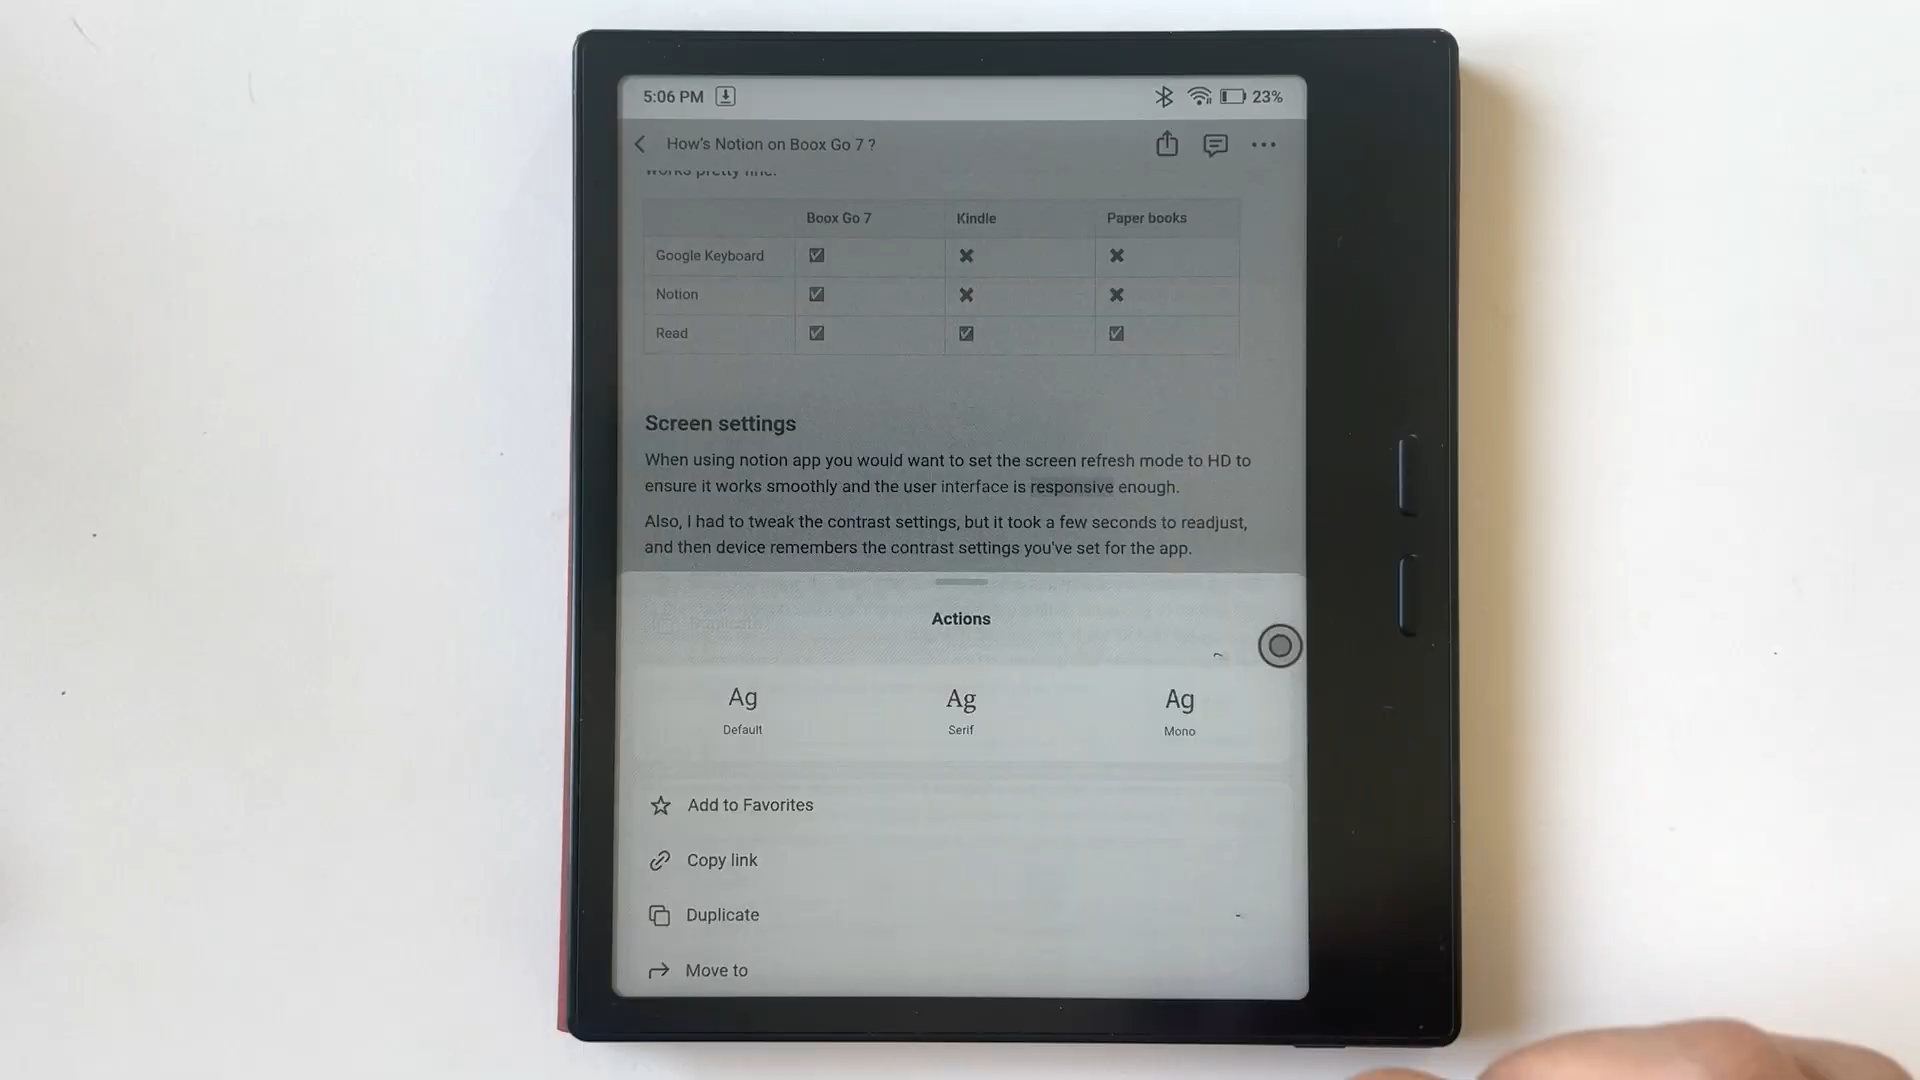 5:06 PM 23%
How's Notion on Boox Go 7 ?
works pretty fine.
Boox Go 7 Kindle Paper books
Google Keyboard
Notion
Read
Screen settings
When using notion app you would want to set the screen refresh mode to HD to
ensure it works smoothly and the user interface is responsive enough.
Also, I had to tweak the contrast settings, but it took a few seconds to readjust,
and then device remembers the contrast settings you've set for the app.
Duplicate
Actions
Ag Ag Ag
Default Serif Mono
Add to Favorites
Copy link
Duplicate
Move to